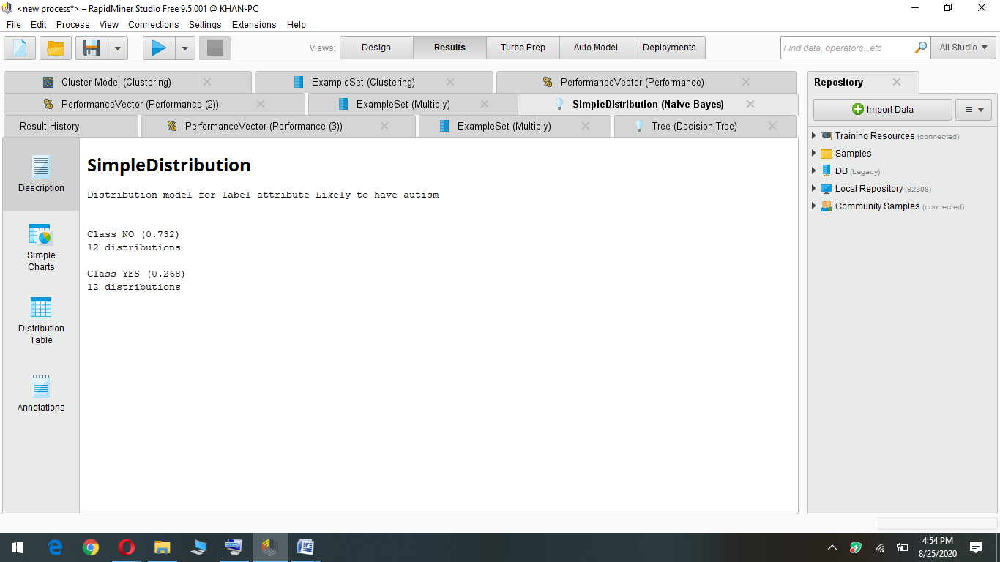 <new process*> – RapidMiner Studio Free 9.5.001 @ KHAN-PC
File Edit Process View Connections Settings Extensions Help
Views: Design Results Turbo Prep Auto Model Deployments Find data, operators...etc All Studio
Cluster Model (Clustering) ExampleSet (Clustering) PerformanceVector (Performance)
PerformanceVector (Performance (2)) ExampleSet (Multiply) SimpleDistribution (Naive Bayes)
Result History PerformanceVector (Performance (3)) ExampleSet (Multiply) Tree (Decision Tree)
Description
Simple
Charts
Distribution
Table
Annotations
SimpleDistribution
Distribution model for label attribute Likely to have autism
Class NO (0.732)
12 distributions
Class YES (0.268)
12 distributions
Repository
Import Data
Training Resources (connected)
Samples
DB (Legacy)
Local Repository (92308)
Community Samples (connected)
4:54 PM
8/25/2020